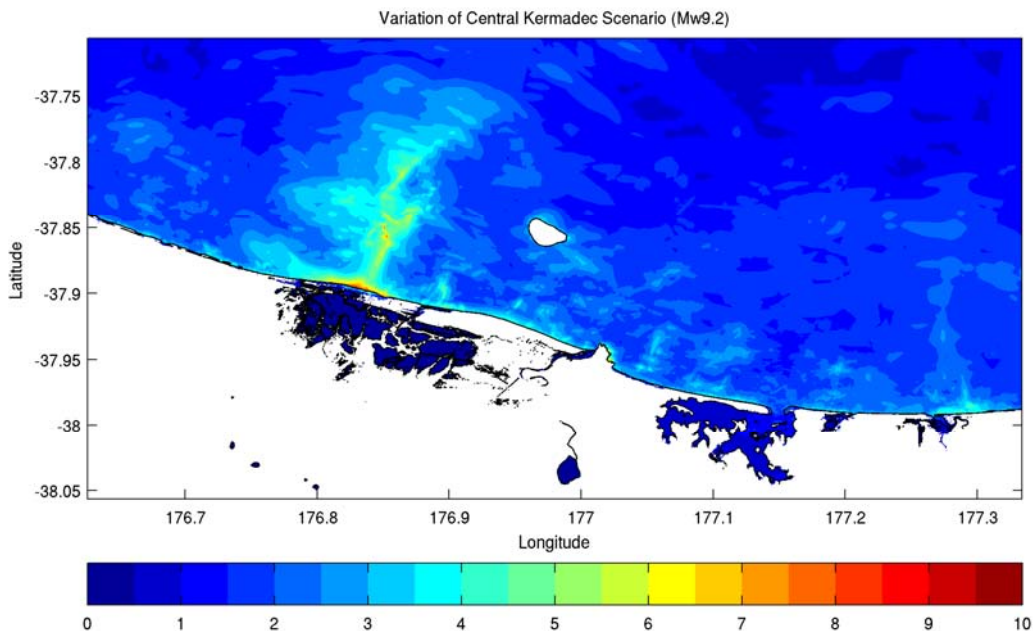 Variation of Central Kermadec Scenario (Mw9.2)
-37.75
-37.8
-37.85
-37.9
-37.95
-38
-38.05
Latitude
176.7 176.8 176.9 177 177.1 177.2 177.3
Longitude
0 1 2 3 4 5 6 7 8 9 10